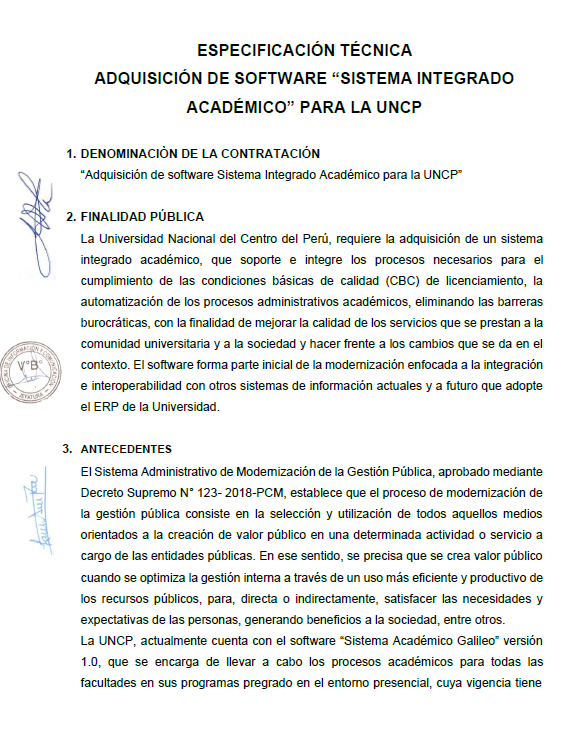 ESPECIFICACIÓN TÉCNICA
ADQUISICIÓN DE SOFTWARE “SISTEMA INTEGRADO
ACADÉMICO” PARA LA UNCP
1. DENOMINACIÒN DE LA CONTRATACIÓN
“Adquisición de software Sistema Integrado Académico para la UNCP”
2. FINALIDAD PÚBLICA
La Universidad Nacional del Centro del Perú, requiere la adquisición de un sistema
integrado académico, que soporte e integre los procesos necesarios para el
cumplimiento de las condiciones básicas de calidad (CBC) de licenciamiento, la
automatización de los procesos administrativos académicos, eliminando las barreras
burocráticas, con la finalidad de mejorar la calidad de los servicios que se prestan a la
comunidad universitaria y a la sociedad y hacer frente a los cambios que se da en el
contexto. El software forma parte inicial de la modernización enfocada a la integración
e interoperabilidad con otros sistemas de información actuales y a futuro que adopte
el ERP de la Universidad.
V°B°
JEFATURA
3. ANTECEDENTES
El Sistema Administrativo de Modernización de la Gestión Pública, aprobado mediante
Decreto Supremo N° 123- 2018-PCM, establece que el proceso de modernización de
la gestión pública consiste en la selección y utilización de todos aquellos medios
orientados a la creación de valor público en una determinada actividad o servicio a
cargo de las entidades públicas. En ese sentido, se precisa que se crea valor público
cuando se optimiza la gestión interna a través de un uso más eficiente y productivo de
los recursos públicos, para, directa o indirectamente, satisfacer las necesidades y
expectativas de las personas, generando beneficios a la sociedad, entre otros.
La UNCP, actualmente cuenta con el software “Sistema Académico Galileo” versión
1.0, que se encarga de llevar a cabo los procesos académicos para todas las
facultades en sus programas pregrado en el entorno presencial, cuya vigencia tiene